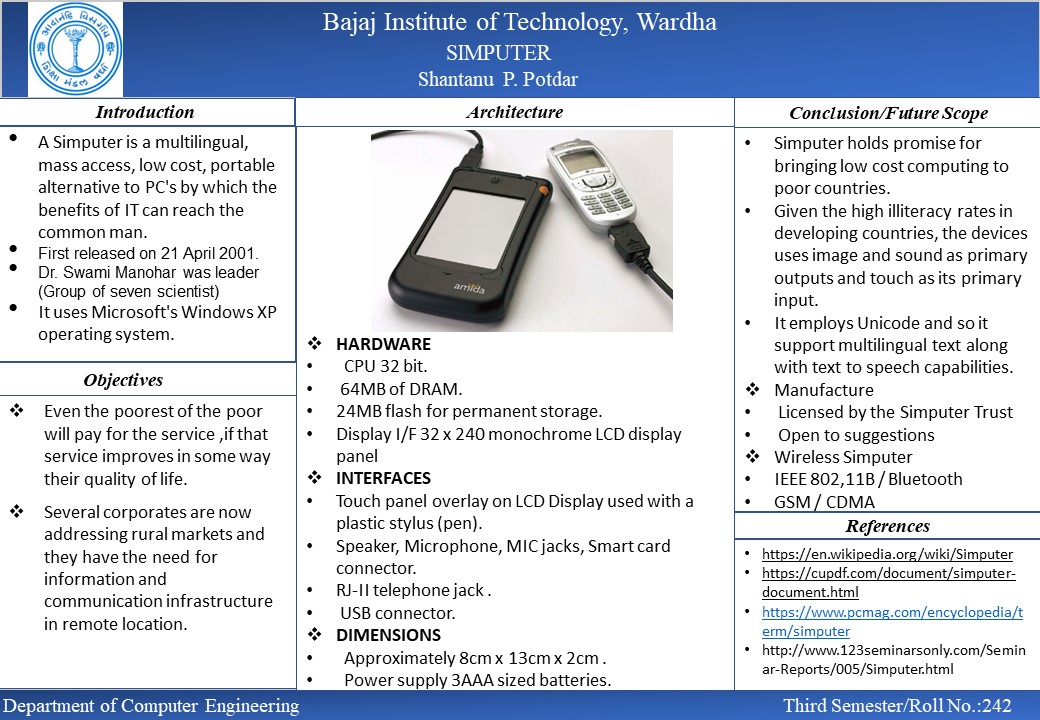 Bajaj Institute of Technology, Wardha
SIMPUTER
Shantanu P. Potdar
Introduction
• A Simputer is a multilingual,
mass access, low cost, portable
alternative to PC's by which the
benefits of IT can reach the
common man.
• First released on 21 April 2001.
• Dr. Swami Manohar was leader
(Group of seven scientist)
• It uses Microsoft's Windows XP
operating system.
Objectives
❖ Even the poorest of the poor
will pay for the service ,if that
service improves in some way
their quality of life.
❖ Several corporates are now
addressing rural markets and
they have the need for
information and
communication infrastructure
in remote location.
Architecture
amida
❖ HARDWARE
• CPU 32 bit.
• 64MB of DRAM.
• 24MB flash for permanent storage.
• Display I/F 32 x 240 monochrome LCD display
panel
❖ INTERFACES
• Touch panel overlay on LCD Display used with a
plastic stylus (pen).
• Speaker, Microphone, MIC jacks, Smart card
connector.
• RJ-II telephone jack .
• USB connector.
❖ DIMENSIONS
• Approximately 8cm x 13cm x 2cm .
• Power supply 3AAA sized batteries.
Conclusion/Future Scope
• Simputer holds promise for
bringing low cost computing to
poor countries.
• Given the high illiteracy rates in
developing countries, the devices
uses image and sound as primary
outputs and touch as its primary
input.
• It employs Unicode and so it
support multilingual text along
with text to speech capabilities.
❖ Manufacture
• Licensed by the Simputer Trust
• Open to suggestions
❖ Wireless Simputer
• IEEE 802,11B / Bluetooth
• GSM / CDMA
References
• https://en.wikipedia.org/wiki/Simputer
• https://cupdf.com/document/simputer-
document.html
• https://www.pcmag.com/encyclopedia/t
erm/simputer
• http://www.123seminarsonly.com/Semin
ar-Reports/005/Simputer.html
Department of Computer Engineering
Third Semester/Roll No.:242